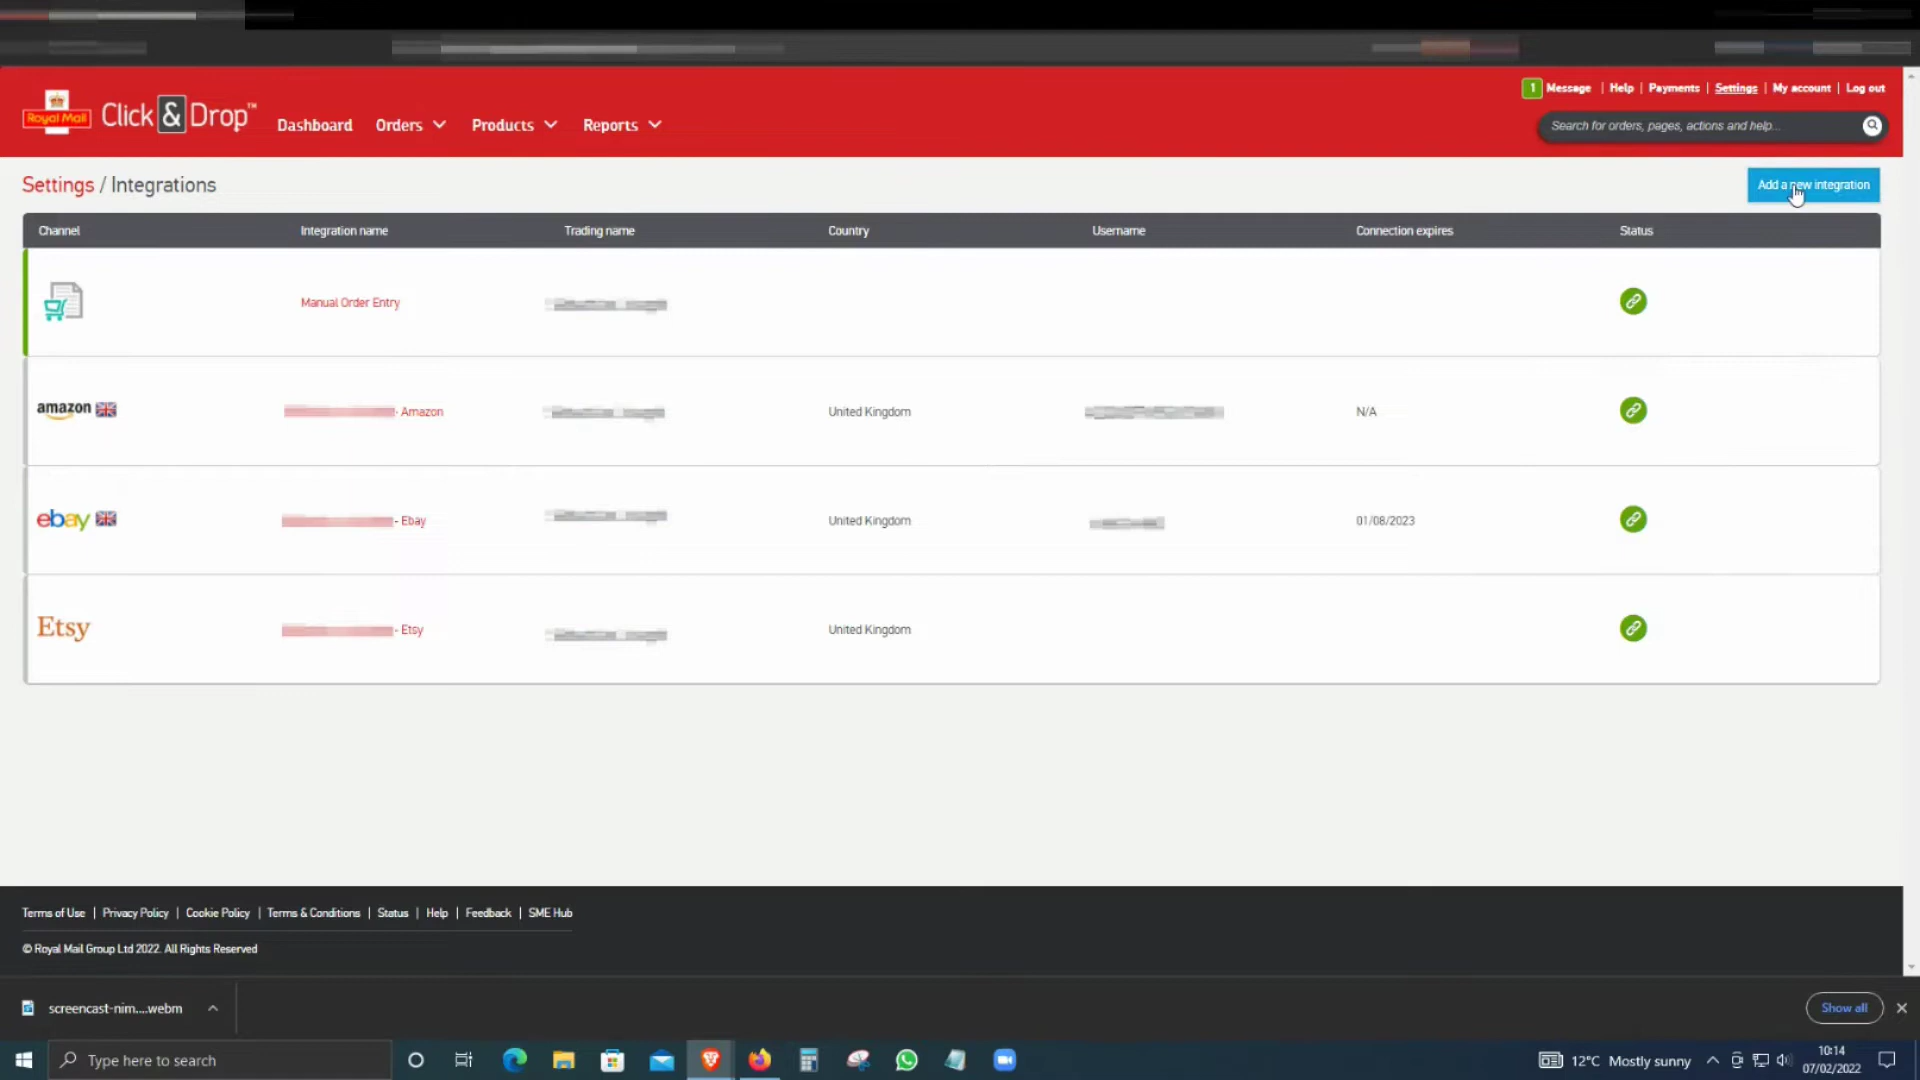 1 Message | Help | Payments | Settings | My account | Log out
Royal Mail Click & Drop™ Dashboard Orders Products Reports
Search for orders, pages, actions and help...
Settings / Integrations
Add a new integration
Channel Integration name Trading name Country Username Connection expires Status
Manual Order Entry
amazon - Amazon United Kingdom N/A
ebay - Ebay United Kingdom 01/08/2023
Etsy - Etsy United Kingdom
Terms of Use | Privacy Policy | Cookie Policy | Terms & Conditions | Status | Help | Feedback | SME Hub
© Royal Mail Group Ltd 2022. All Rights Reserved
screencast-nim....webm
Show all
Type here to search
12°C Mostly sunny
10:14
07/02/2022